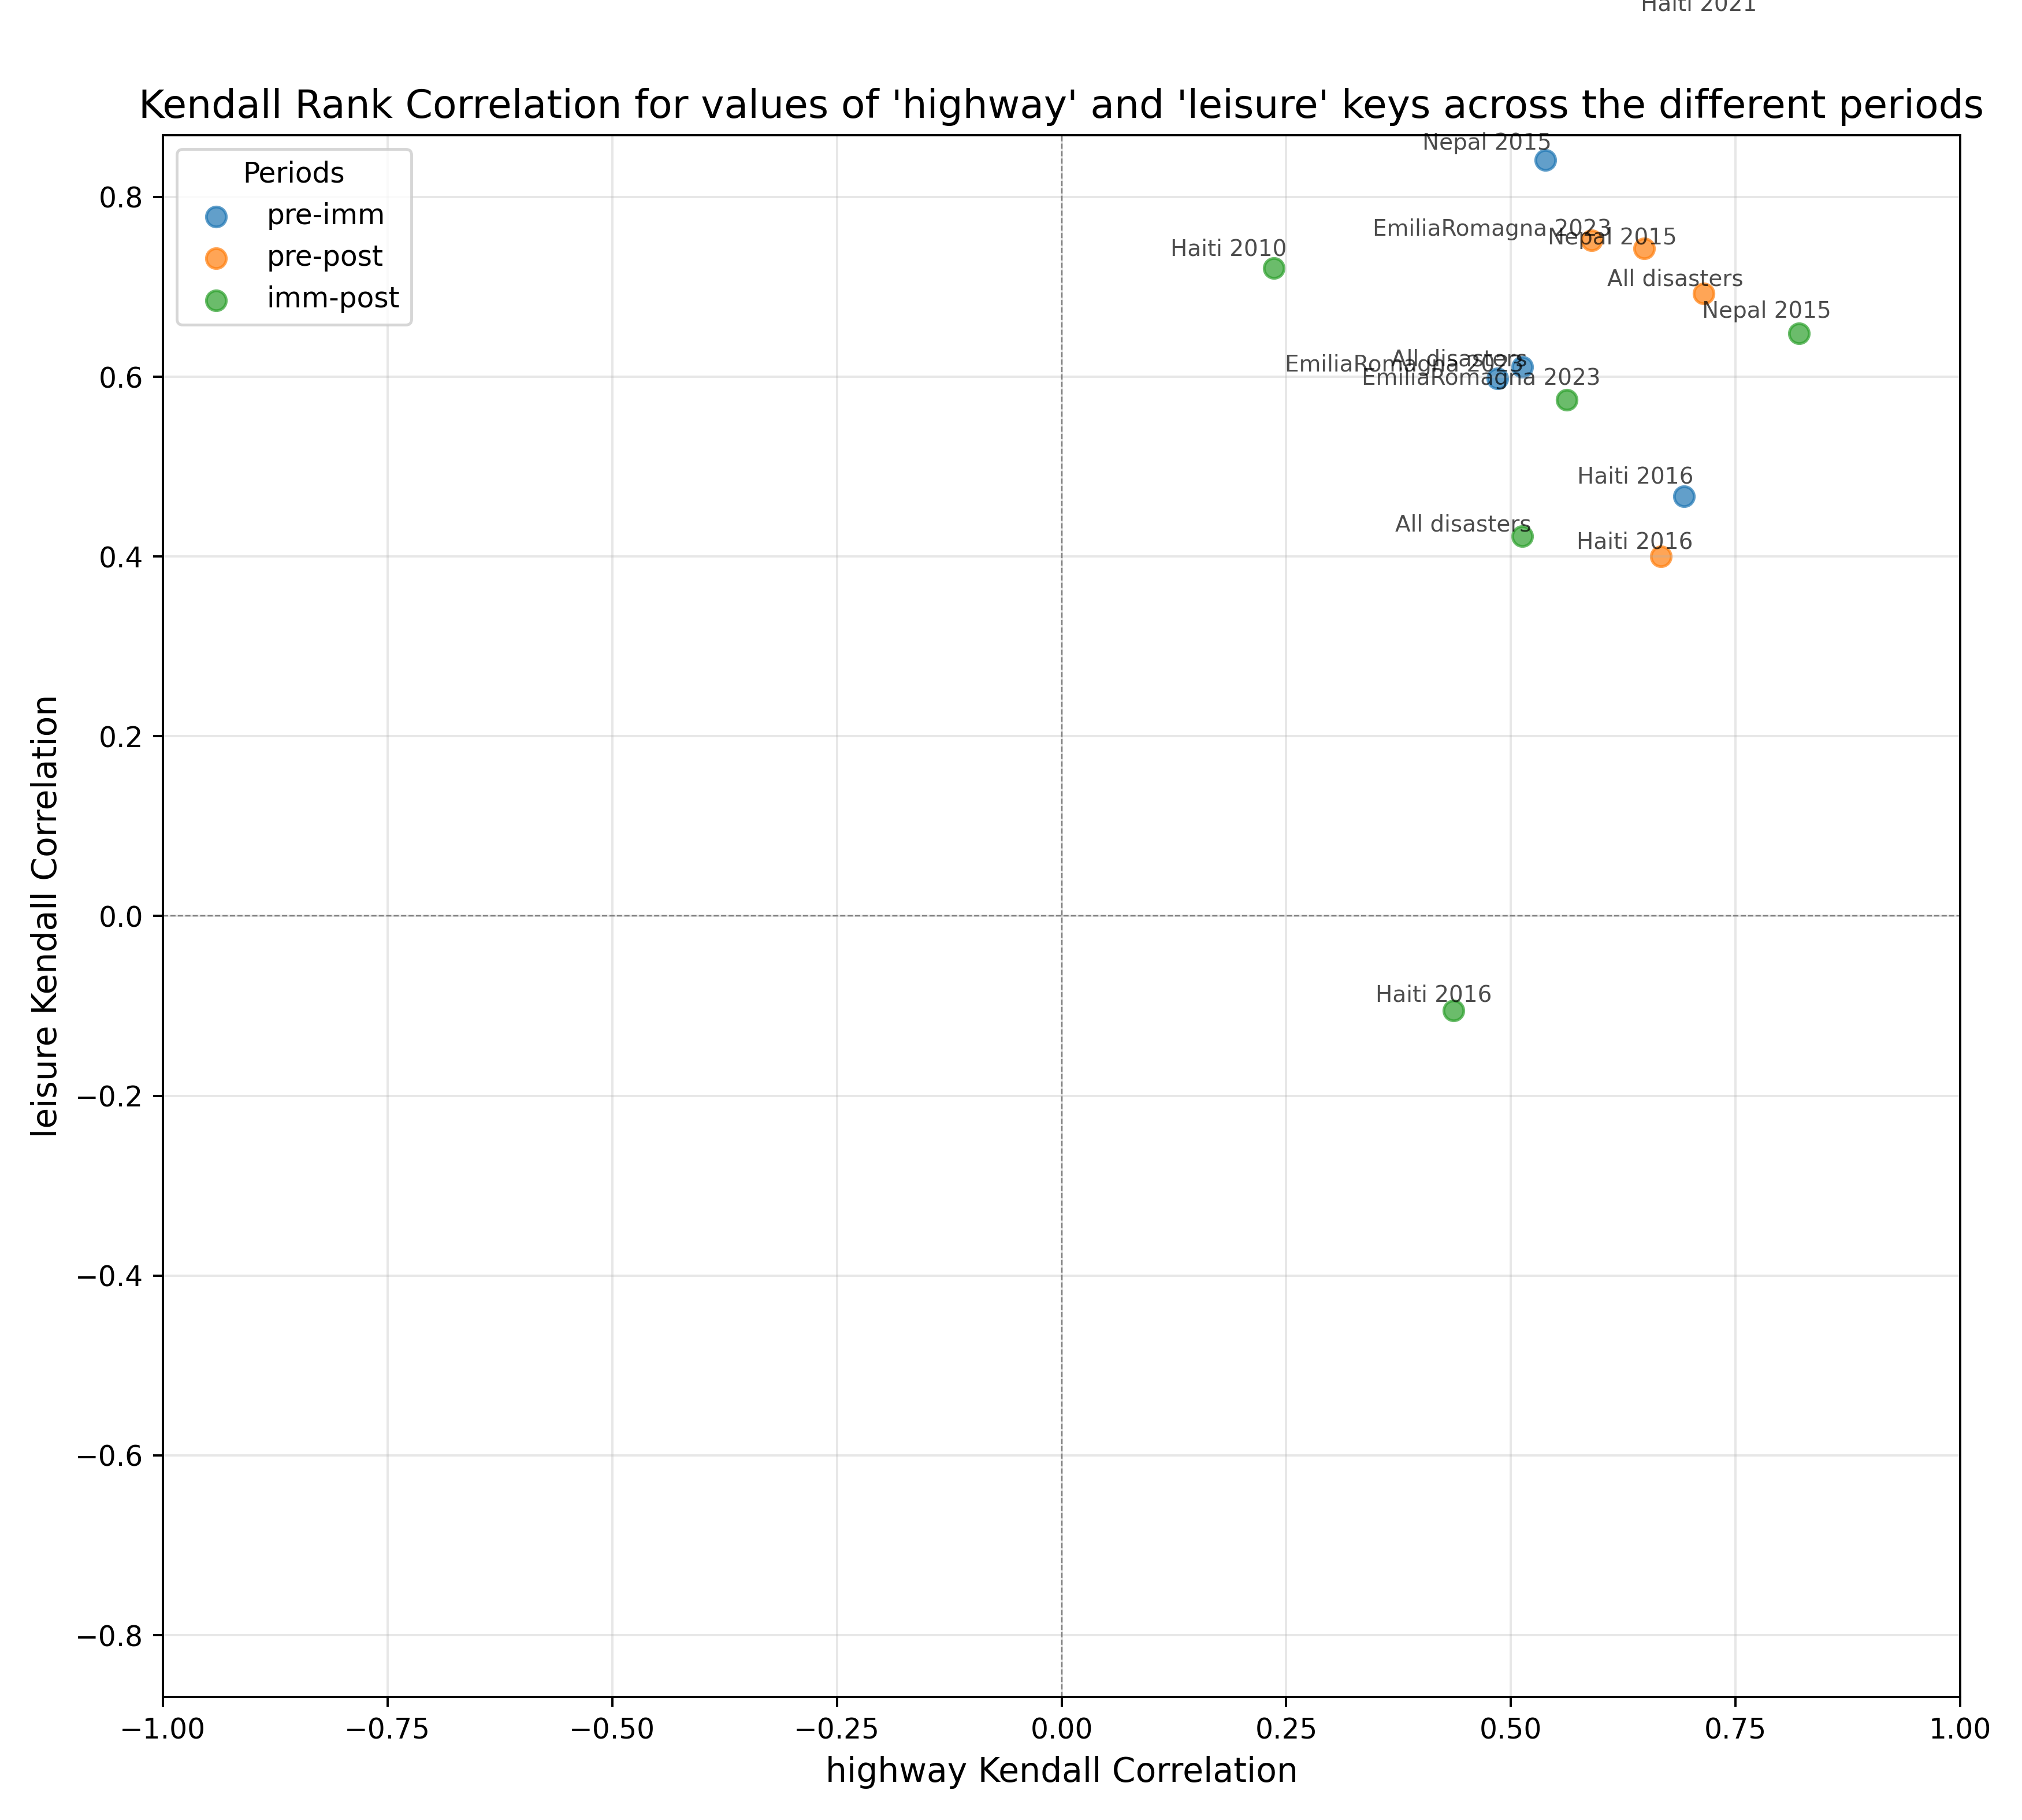 Haiti 2021
Kendall Rank Correlation for values of 'highway' and 'leisure' keys across the different periods
Periods
pre-imm
pre-post
imm-post
Nepal 2015
EmiliaRomagna 2023
Nepal 2015
Haiti 2010
All disasters
Nepal 2015
All disasters
EmiliaRomagna 2023
EmiliaRomagna 2023
Haiti 2016
All disasters
Haiti 2016
Haiti 2016
leisure Kendall Correlation
0.8
0.6
0.4
0.2
0.0
−0.2
−0.4
−0.6
−0.8
−1.00
−0.75
−0.50
−0.25
0.00
0.25
0.50
0.75
1.00
highway Kendall Correlation